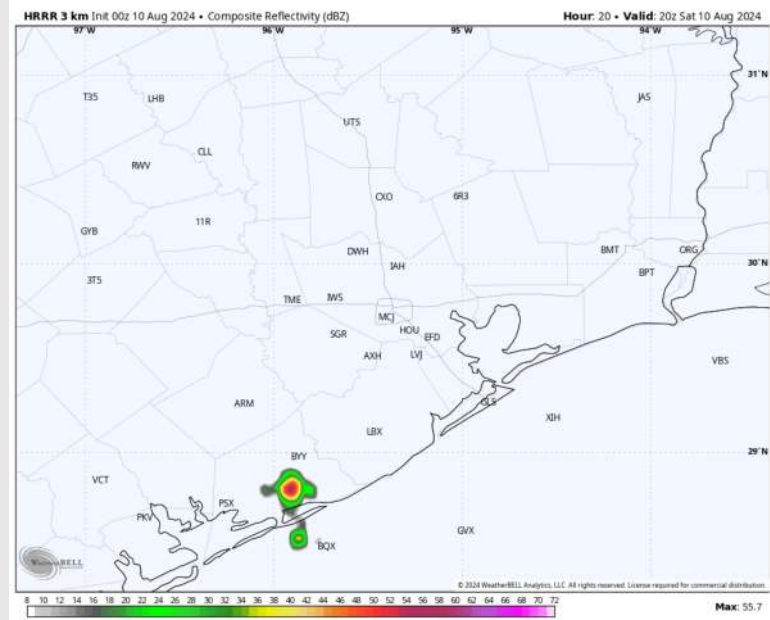 HRRR 3 km Init 00z 10 Aug 2024 • Composite Reflectivity (dBZ) Hour: 20 • Valid: 20z Sat 10 Aug 2024
97°W 96°W 95°W 94°W
31°N
T35 LHB JAS
UTS
CLL
RWV
CXO 6R3
11R
GYB
DWH BMT ORG
IAH 30°N
BPT
3T5
TME IWS
MCJ
SGR HOU EFD
AXH LVJ VBS
ARM GLS
XIH
LBX
BYY 29°N
VCT
PSX
PKV GVX
BQX
WEATHERBELL
© 2024 WeatherBELL Analytics, LLC. All rights reserved. License required for commercial distribution.
8 10 12 14 16 18 20 22 24 26 28 30 32 34 36 38 40 42 44 46 48 50 52 54 56 58 60 62 64 66 68 70 72 Max: 55.7